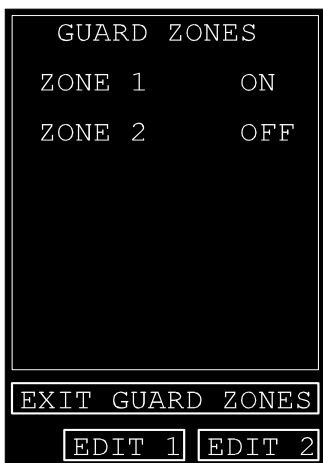 GUARD ZONES
ZONE 1 ON
ZONE 2 OFF
EXIT GUARD ZONES
EDIT 1 EDIT 2